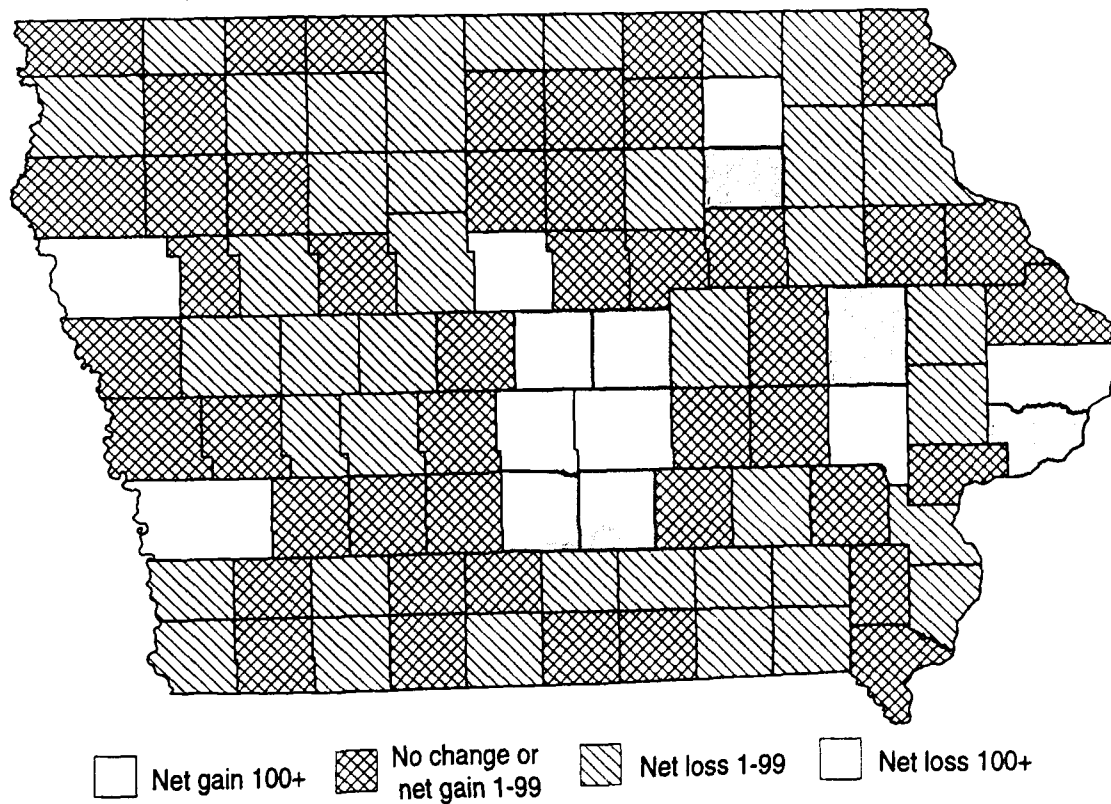 Net gain 100+
No change or
net gain 1-99
Net loss 1-99
Net loss 100+